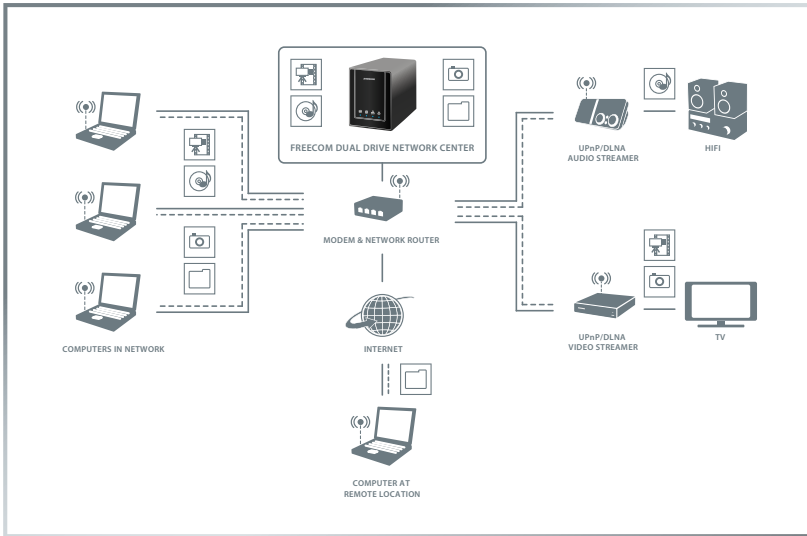 FREECOM DUAL DRIVE NETWORK CENTER
UPnP/DLNA
AUDIO STREAMER
HIFI
MODEM & NETWORK ROUTER
COMPUTERS IN NETWORK
INTERNET
UPnP/DLNA
VIDEO STREAMER
TV
COMPUTER AT
REMOTE LOCATION